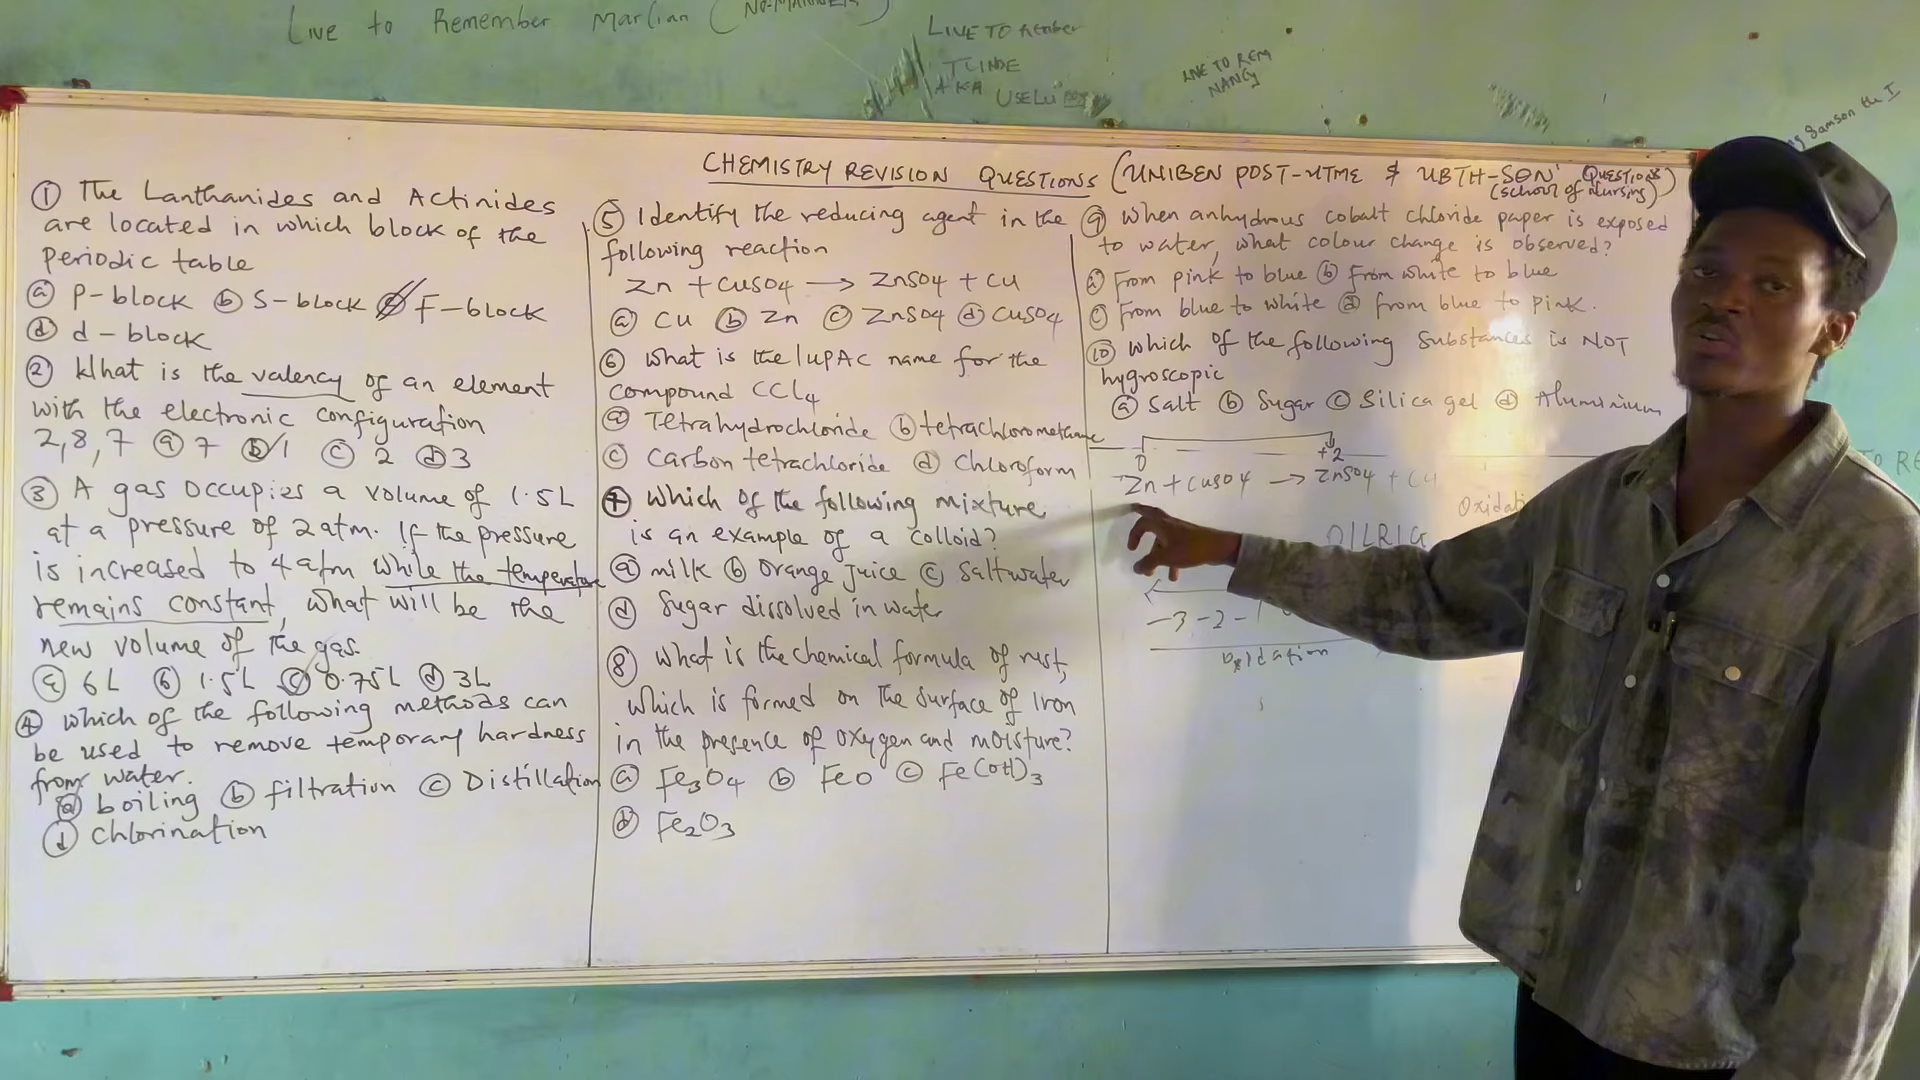 Live to Remember Marlian (NO-MANNER)
LIVE TO
TUNDE
AKA USELU
LIVE TO REM
NANCY
Samson the I
CHEMISTRY REVISION QUESTIONS (UNIBEN POST-UTME & UBTH-SON QUESTIONS)
(School of Nursing)
① The Lanthanides and Actinides
are located in which block of the
Periodic table
ⓐ P-block ⓑ S-block ⓒ F-block
ⓓ d-block
② What is the valency of an element
with the electronic configuration
2,8,7 ⓐ 7 ⓑ 1 ⓒ 2 ⓓ 3
③ A gas occupies a volume of 1.5L
at a pressure of 2 atm. If the pressure
is increased to 4 atm while the temperature
remains constant, what will be the
new volume of the gas.
ⓐ 6L ⓑ 1.5L ⓒ 0.75L ⓓ 3L
④ which of the following methods can
be used to remove temporary hardness
from water.
ⓐ boiling ⓑ filtration ⓒ Distillation
ⓓ Chlorination
⑤ Identify the reducing agent in the
following reaction
Zn + CuSO4 → ZnSO4 + Cu
ⓐ Cu ⓑ Zn ⓒ ZnSO4 ⓓ CuSO4
⑥ What is the IUPAC name for the
compound CCl4
ⓐ Tetrahydrochloride ⓑ tetrachloromethane
ⓒ Carbon tetrachloride ⓓ Chloroform
⑦ Which of the following mixture
is an example of a colloid?
ⓐ milk ⓑ Orange juice ⓒ Saltwater
ⓓ Sugar dissolved in water
⑧ What is the chemical formula of rust,
which is formed on the surface of Iron
in the presence of oxygen and moisture?
ⓐ Fe3O4 ⓑ FeO ⓒ Fe(OH)3
ⓓ Fe2O3
⑨ When anhydrous cobalt chloride paper is exposed
to water, what colour change is observed?
ⓐ From pink to blue ⓑ from white to blue
ⓒ From blue to white ⓓ from blue to pink.
⑩ Which of the following substances is NOT
hygroscopic
ⓐ Salt ⓑ Sugar ⓒ Silica gel ⓓ Aluminium
0 +2
Zn + CuSO4 → ZnSO4 + Cu
Oxidati
OILRIG
-3 -2 -1
Oxidation